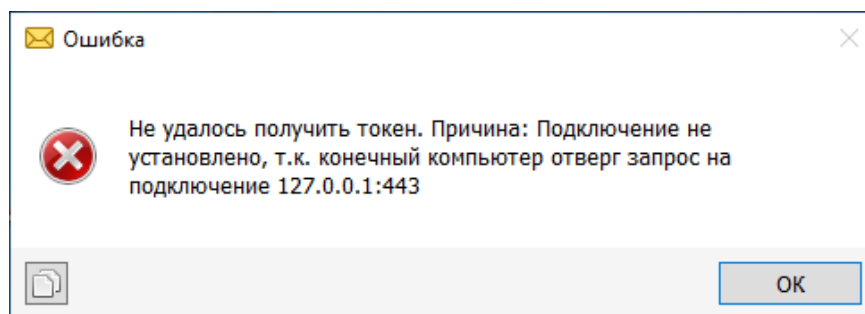 Ошибка
Не удалось получить токен. Причина: Подключение не
установлено, т.к. конечный компьютер отверг запрос на
подключение 127.0.0.1:443
ОК